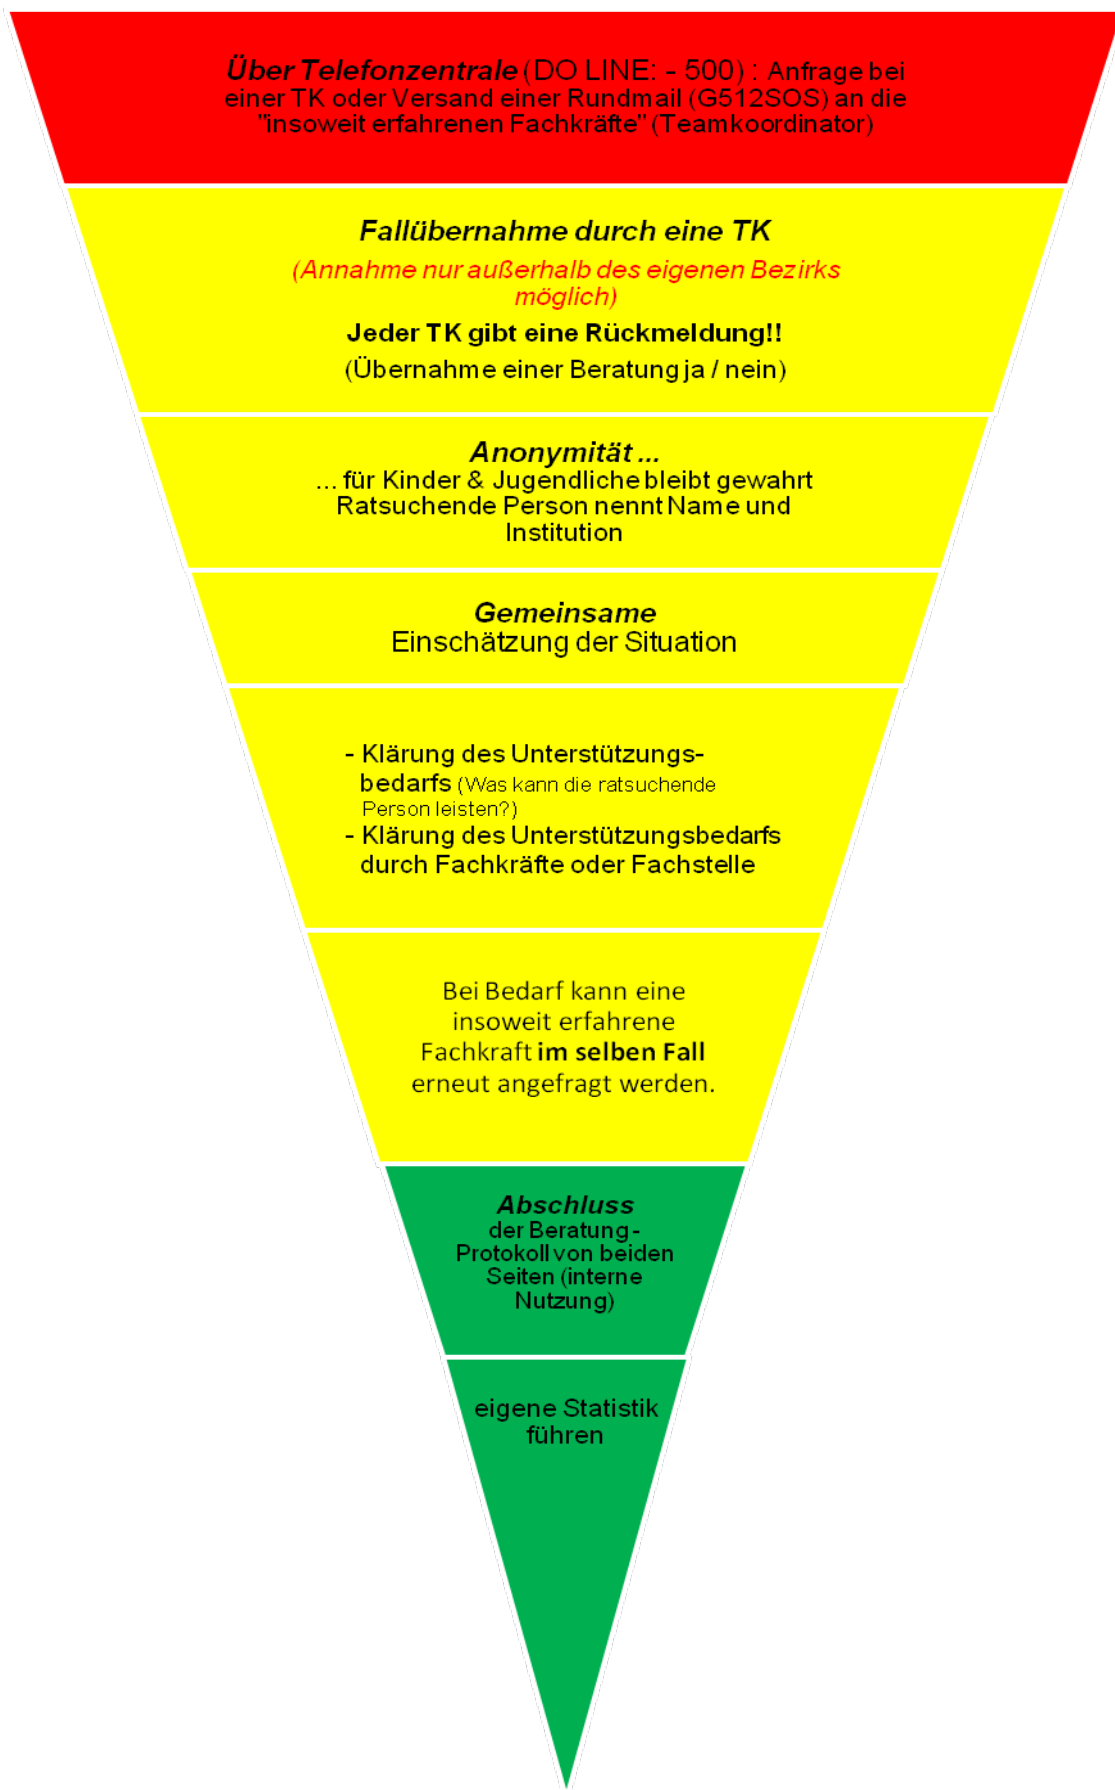 Über Telefonzentrale (DO LINE: - 500) : Anfrage bei
einer TK oder Versand einer Rundmail (G512SOS) an die
"insoweit erfahrenen Fachkräfte" (Teamkoordinator)
Fallübernahme durch eine TK
(Annahme nur außerhalb des eigenen Bezirks
möglich)
Jeder TK gibt eine Rückmeldung!!
(Übernahme einer Beratung ja / nein)
Anonymität ...
... für Kinder & Jugendliche bleibt gewahrt
Ratsuchende Person nennt Name und
Institution
Gemeinsame
Einschätzung der Situation
- Klärung des Unterstützungs-
bedarfs (Was kann die ratsuchende
Person leisten?)
- Klärung des Unterstützungsbedarfs
durch Fachkräfte oder Fachstelle
Bei Bedarf kann eine
insoweit erfahrene
Fachkraft im selben Fall
erneut angefragt werden.
Abschluss
der Beratung -
Protokoll von beiden
Seiten (interne
Nutzung)
eigene Statistik
führen